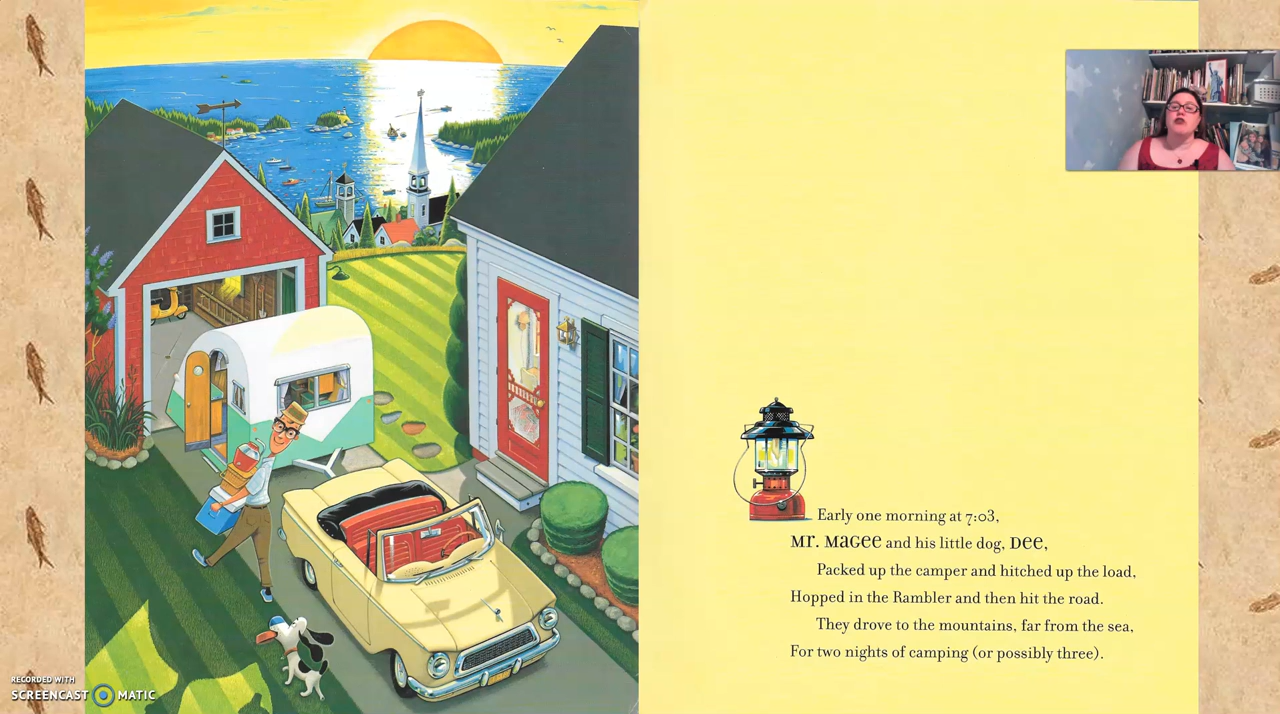 Early one morning at 7:03,
Mr. Magee and his little dog, Dee,
Packed up the camper and hitched up the load,
Hopped in the Rambler and then hit the road.
They drove to the mountains, far from the sea,
For two nights of camping (or possibly three).
RECORDED WITH
SCREENCAST MATIC